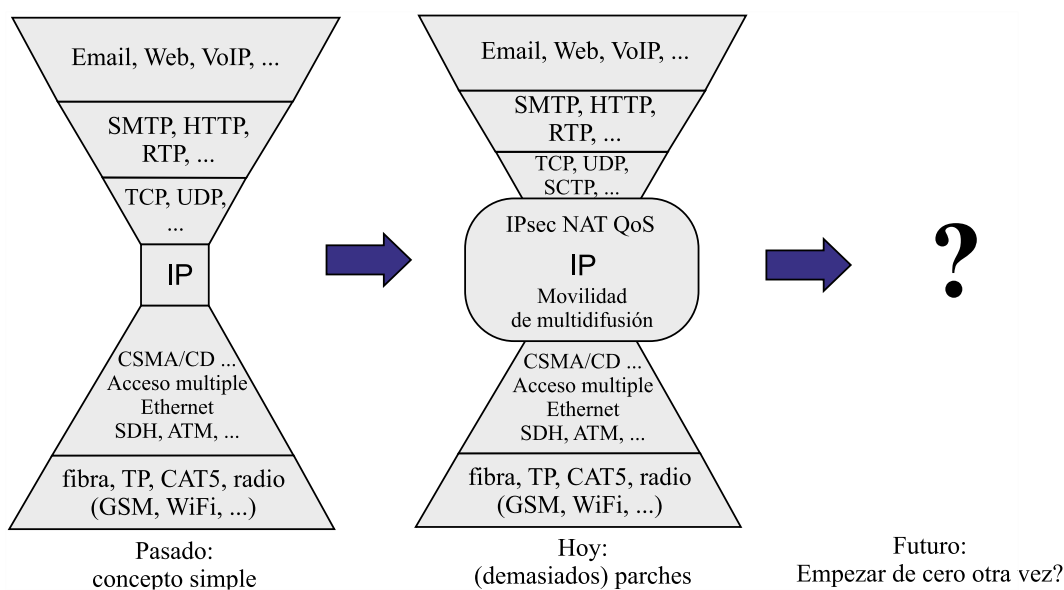 Email, Web, VoIP, ...
SMTP, HTTP,
RTP, ...
TCP, UDP,
...
IP
CSMA/CD ...
Acceso multiple
Ethernet
SDH, ATM, ...
fibra, TP, CAT5, radio
(GSM, WiFi, ...)
Pasado:
concepto simple
Email, Web, VoIP, ...
SMTP, HTTP,
RTP, ...
TCP, UDP,
SCTP, ...
IPsec NAT QoS
IP
Movilidad
de multidifusión
CSMA/CD ...
Acceso multiple
Ethernet
SDH, ATM, ...
fibra, TP, CAT5, radio
(GSM, WiFi, ...)
Hoy:
(demasiados) parches
?
Futuro:
Empezar de cero otra vez?